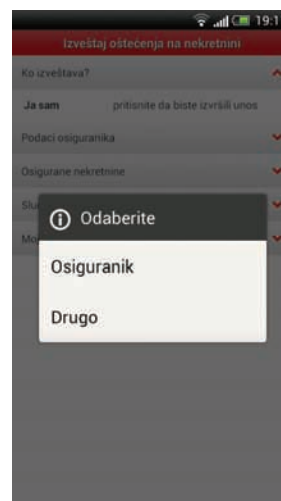 19:1
Izveštaj oštećenja na nekretnini
Ko izveštava?
Ja sam pritisnite da biste izvršili unos
Podaci osiguranika
Osigurane nekretnine
Odaberite
Osiguranik
Drugo